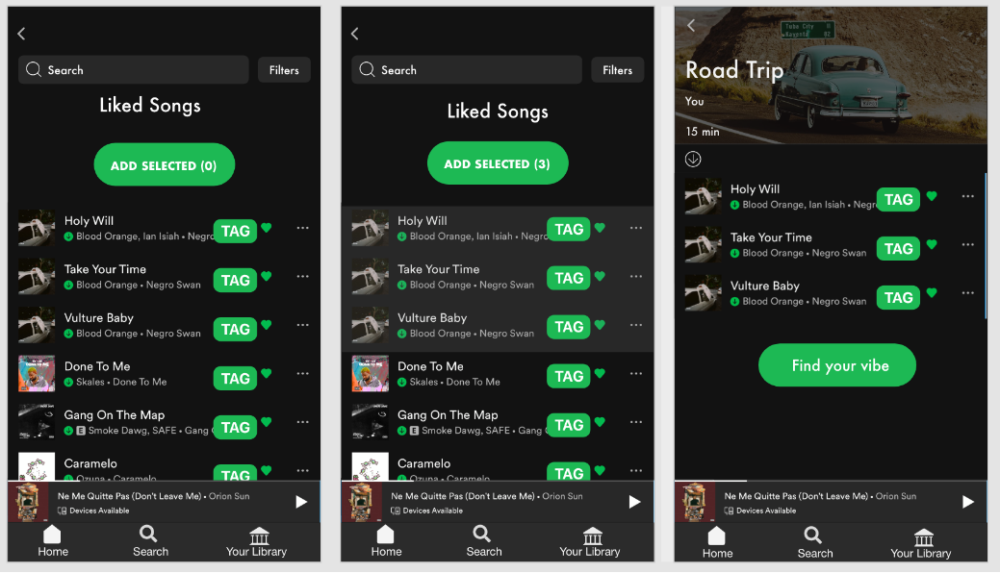 Search
Filters
Liked Songs
ADD SELECTED (0)
Holy Will
Blood Orange, Ian Isiah • Negro
TAG
Take Your Time
Blood Orange • Negro Swan
TAG
Vulture Baby
Blood Orange • Negro Swan
TAG
Done To Me
Skales • Done To Me
TAG
Gang On The Map
E Smoke Dawg, SAFE • Gang
TAG
Caramelo
Ozuna • Caramelo
TAG
Ne Me Quitte Pas (Don't Leave Me) • Orion Sun
Devices Available
Home
Search
Your Library
Search
Filters
Liked Songs
ADD SELECTED (3)
Holy Will
Blood Orange, Ian Isiah • Negro
TAG
Take Your Time
Blood Orange • Negro Swan
TAG
Vulture Baby
Blood Orange • Negro Swan
TAG
Done To Me
Skales • Done To Me
TAG
Gang On The Map
E Smoke Dawg, SAFE • Gang
TAG
Caramelo
Ozuna • Caramelo
TAG
Ne Me Quitte Pas (Don't Leave Me) • Orion Sun
Devices Available
Home
Search
Your Library
Tuba City
Road Trip
You
15 min
Holy Will
Blood Orange, Ian Isiah • Negro
TAG
Take Your Time
Blood Orange • Negro Swan
TAG
Vulture Baby
Blood Orange • Negro Swan
TAG
Find your vibe
Ne Me Quitte Pas (Don't Leave Me) • Orion Sun
Devices Available
Home
Search
Your Library